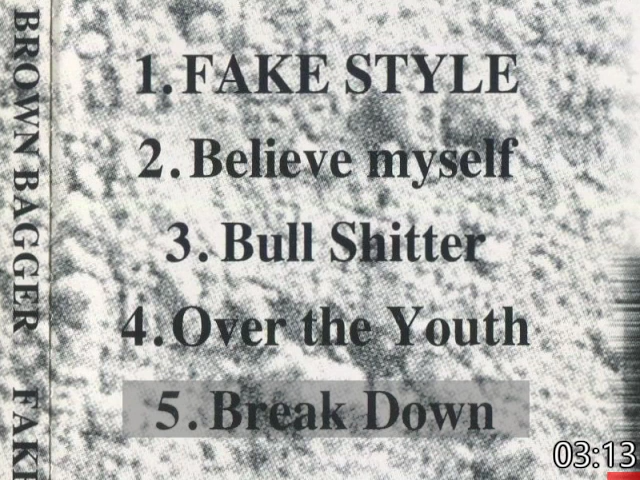 BROWN BAGGER FAKE
1. FAKE STYLE
2. Believe myself
3. Bull Shitter
4. Over the Youth
5. Break Down
03:13